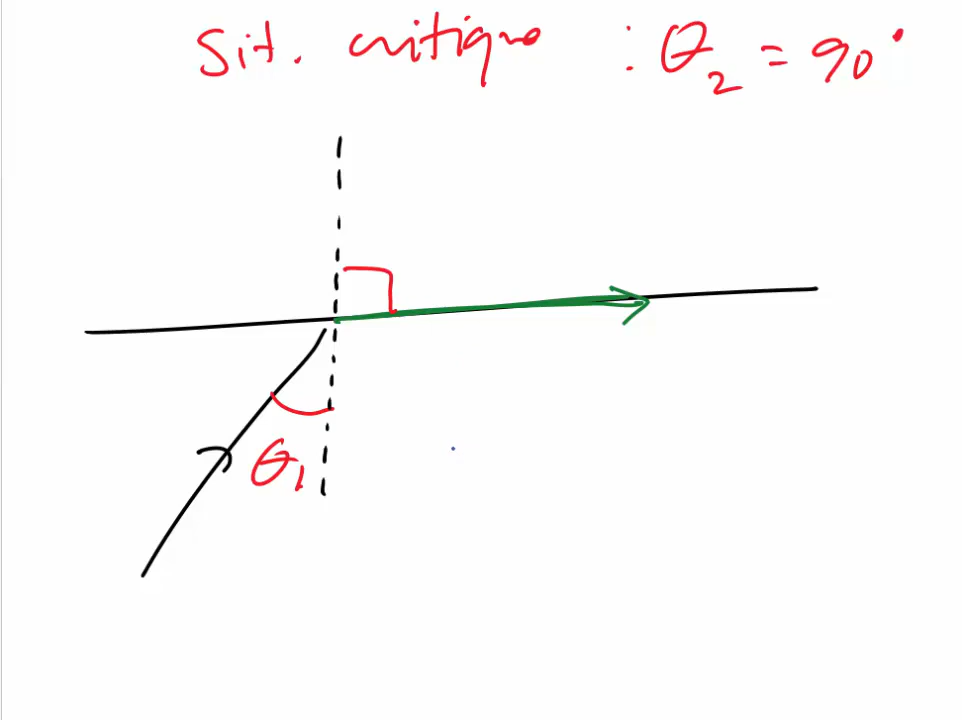 Sit. critique : θ₂ = 90°
θ₁